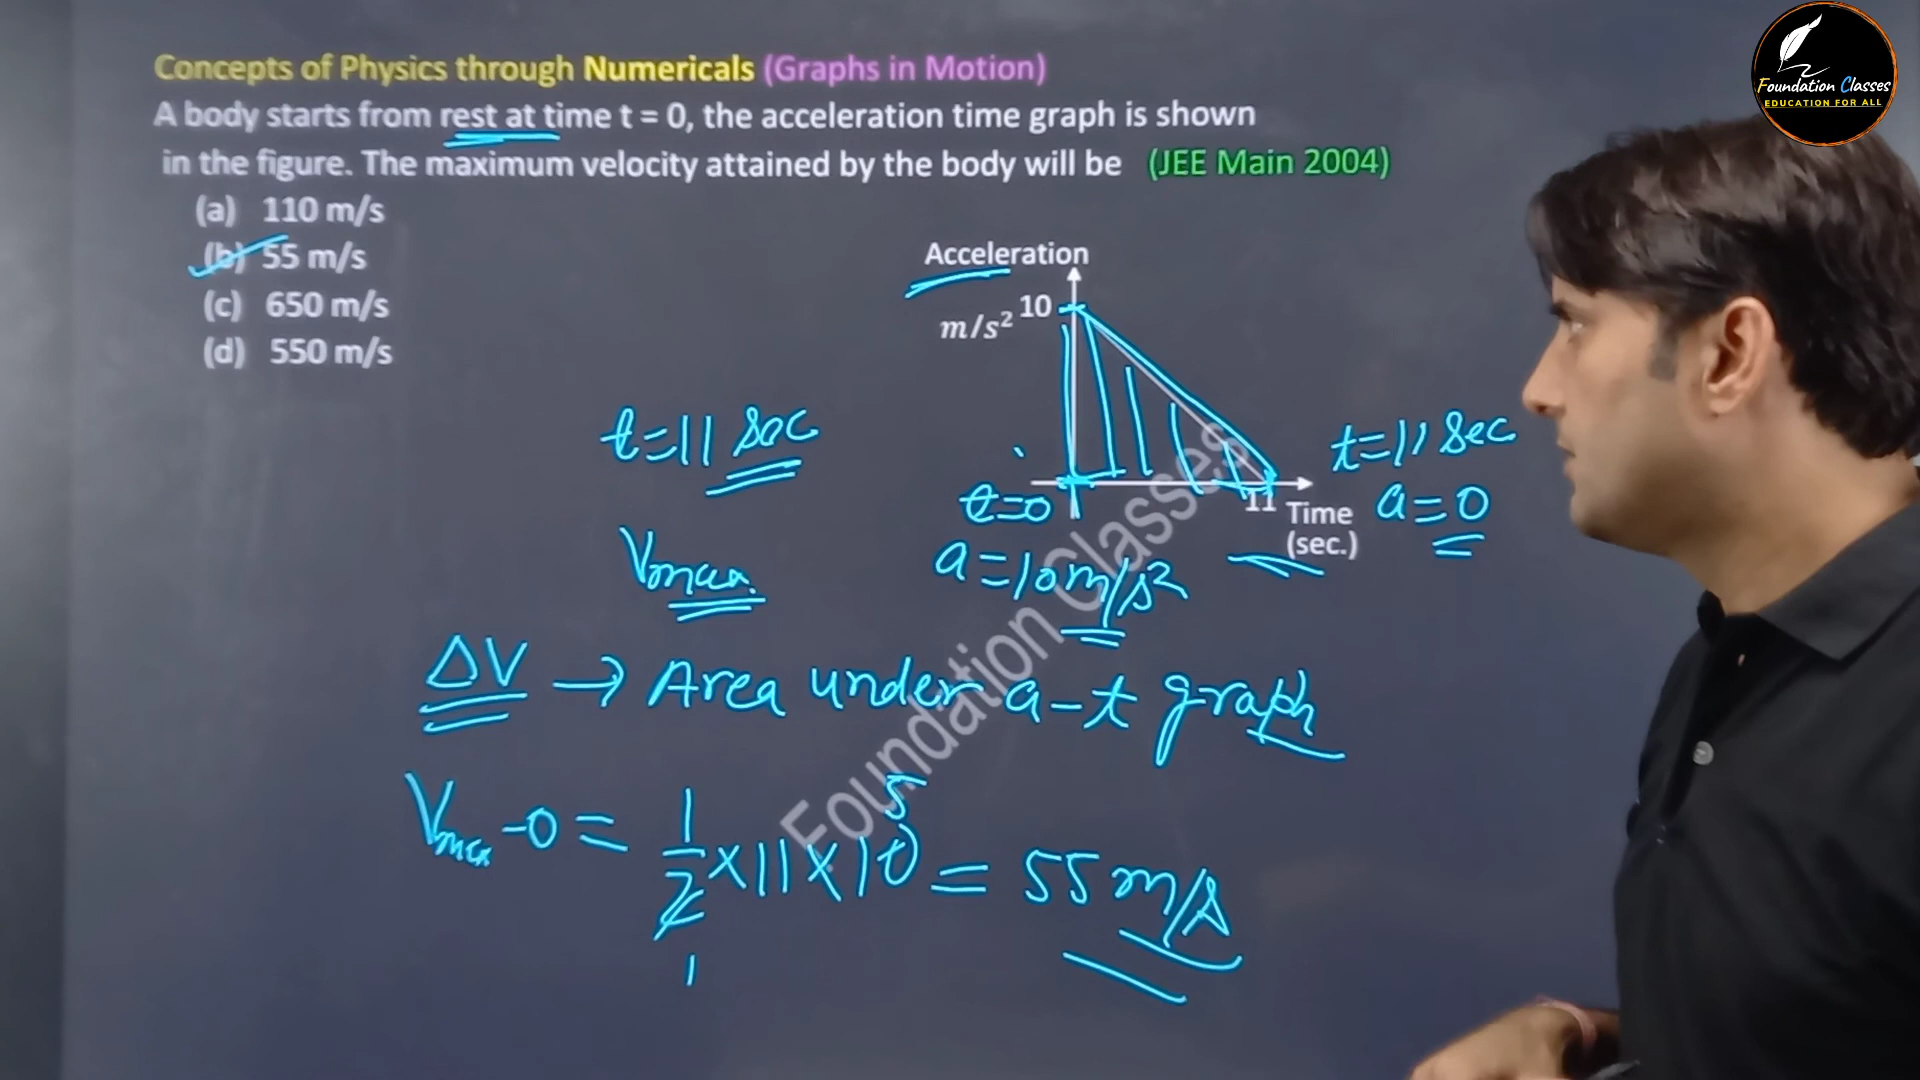 Concepts of Physics through Numericals (Graphs in Motion)
A body starts from rest at time t = 0, the acceleration time graph is shown
in the figure. The maximum velocity attained by the body will be (JEE Main 2004)
(a) 110 m/s
(b) 55 m/s
(c) 650 m/s
(d) 550 m/s
Acceleration
m/s² 10
11
Time
(sec.)
t=11 Sec
Vmax.
t=0
a=10m/s²
t=11 Sec
a=0
ΔV → Area under a-t graph
Vmax -0 = 1/2 ×11×10 = 55 m/s
5
1
Foundation Classes
Foundation Classes
EDUCATION FOR ALL